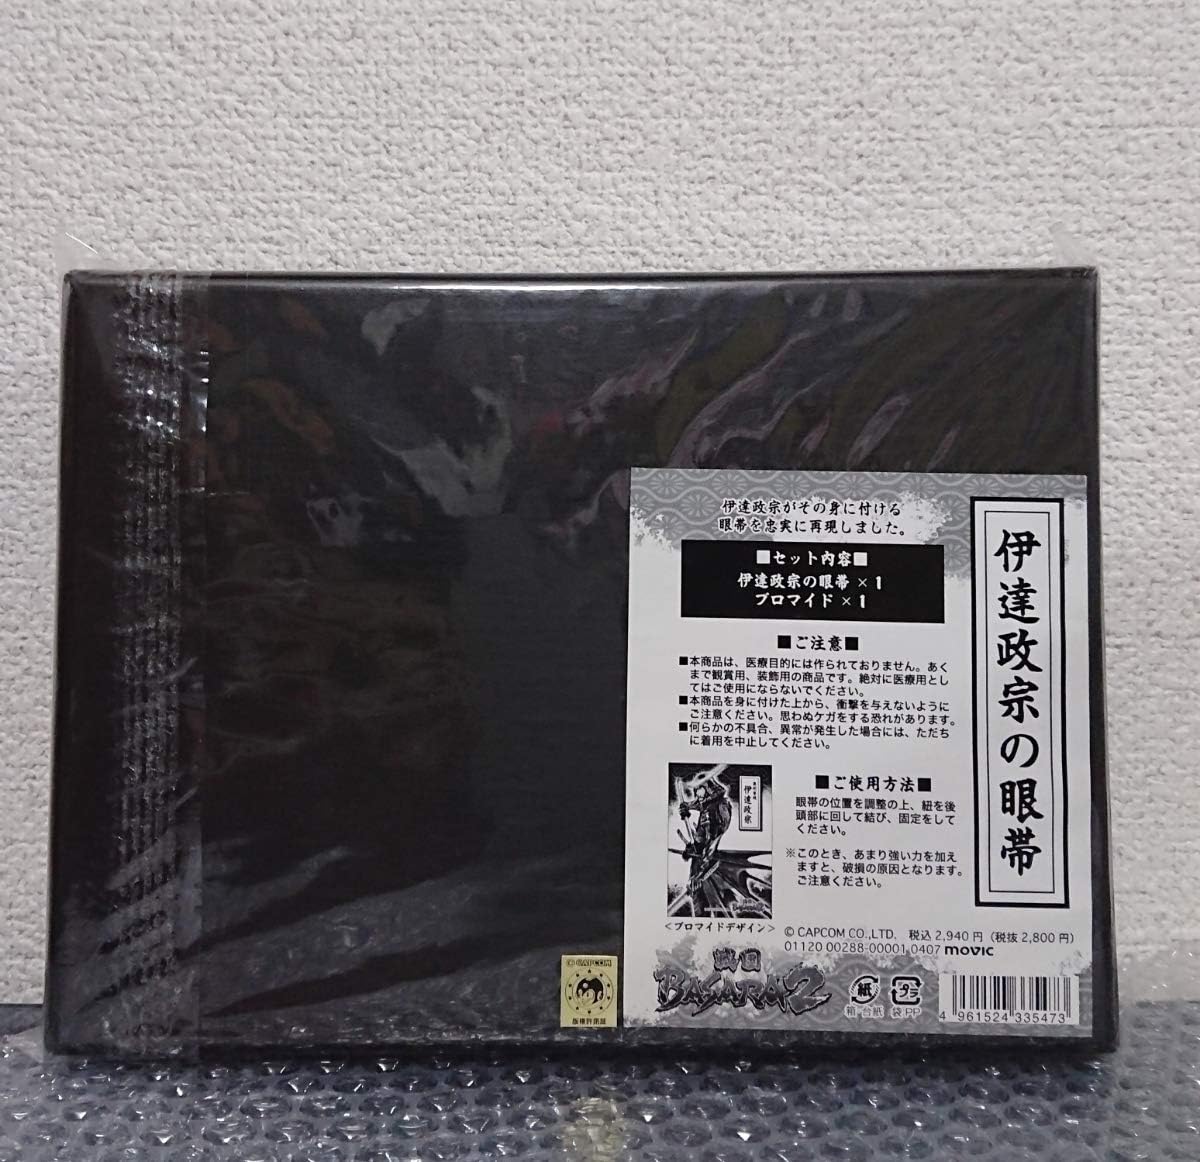 伊達政宗がその身に付ける
眼帯を忠実に再現しました。
■セット内容■
伊達政宗の眼帯×1
ブロマイド×1
■ご注意■
■本商品は、医療目的には作られておりません。あく
まで観賞用、装飾用の商品です。絶対に医療用とし
てはご使用にならないでください。
■本商品を身に付けた上から、衝撃を与えないように
ご注意ください。思わぬケガをする恐れがあります。
■何らかの不具合、異常が発生した場合には、ただち
に着用を中止してください。
伊達政宗
<ブロマイドデザイン>
■ご使用方法■
眼帯の位置を調整の上、紐を後
頭部に回して結び、固定をして
ください。
※このとき、あまり強い力を加え
ますと、破損の原因となります。
ご注意ください。
伊達政宗の眼帯
© CAPCOM CO.,LTD. 税込 2,940 円 (税抜 2,800 円)
01120 00288-00001 0407 movic
戦国
BASARA2
紙
箱・台紙
プラ
袋:PP
4 961524 335473
© CAPCOM
版権許諾証